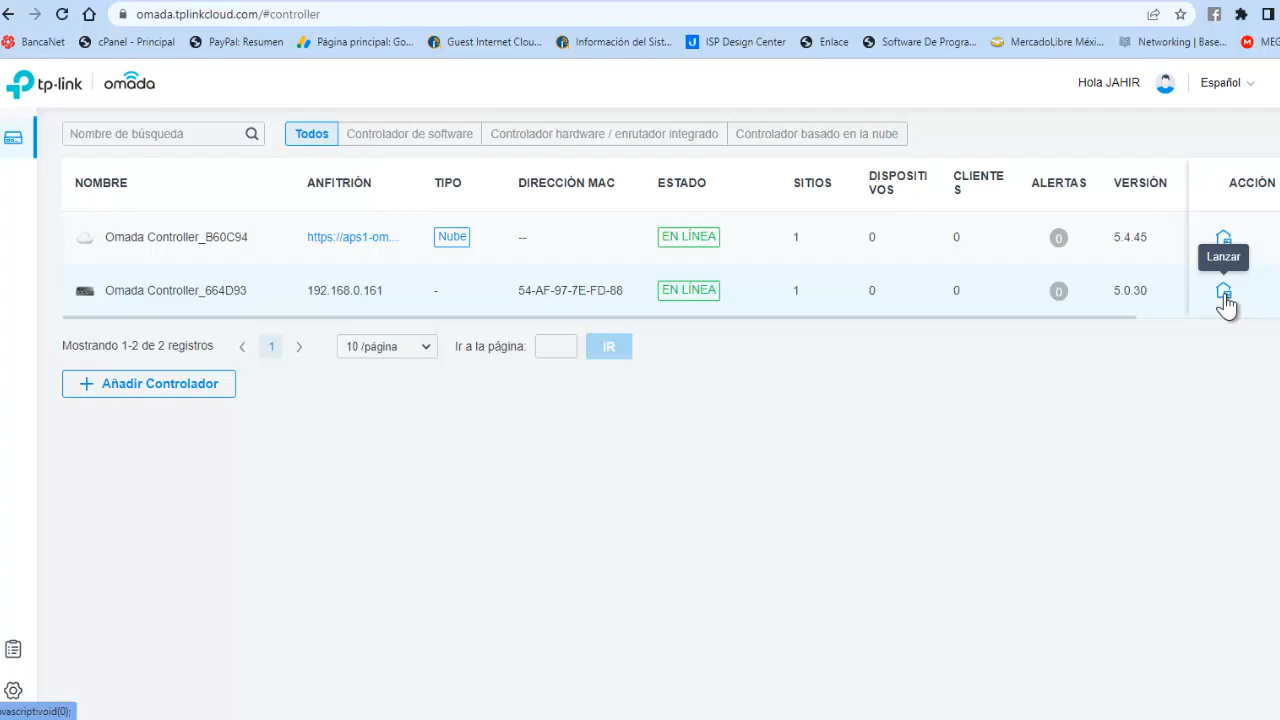 omada.tplinkcloud.com/#controller
BancaNet cPanel - Principal PayPal: Resumen Página principal: Go... Guest Internet Clou... Información del Sist... ISP Design Center Enlace Software De Progra... MercadoLibre Méxi... Networking | Base... MEG
tp-link omada Hola JAHIR Español
Nombre de búsqueda Todos Controlador de software Controlador hardware / enrutador integrado Controlador basado en la nube
NOMBRE ANFITRIÓN TIPO DIRECCIÓN MAC ESTADO SITIOS DISPOSITI CLIENTE ALERTAS VERSIÓN ACCIÓN
VOS S
Omada Controller_B60C94 https://aps1-om... Nube -- EN LÍNEA 1 0 0 0 5.4.45
Lanzar
Omada Controller_664D93 192.168.0.161 - 54-AF-97-7E-FD-88 EN LÍNEA 1 0 0 0 5.0.30
Mostrando 1-2 de 2 registros < 1 > 10 /página Ir a la página: IR
+ Añadir Controlador
avascript:void(0);